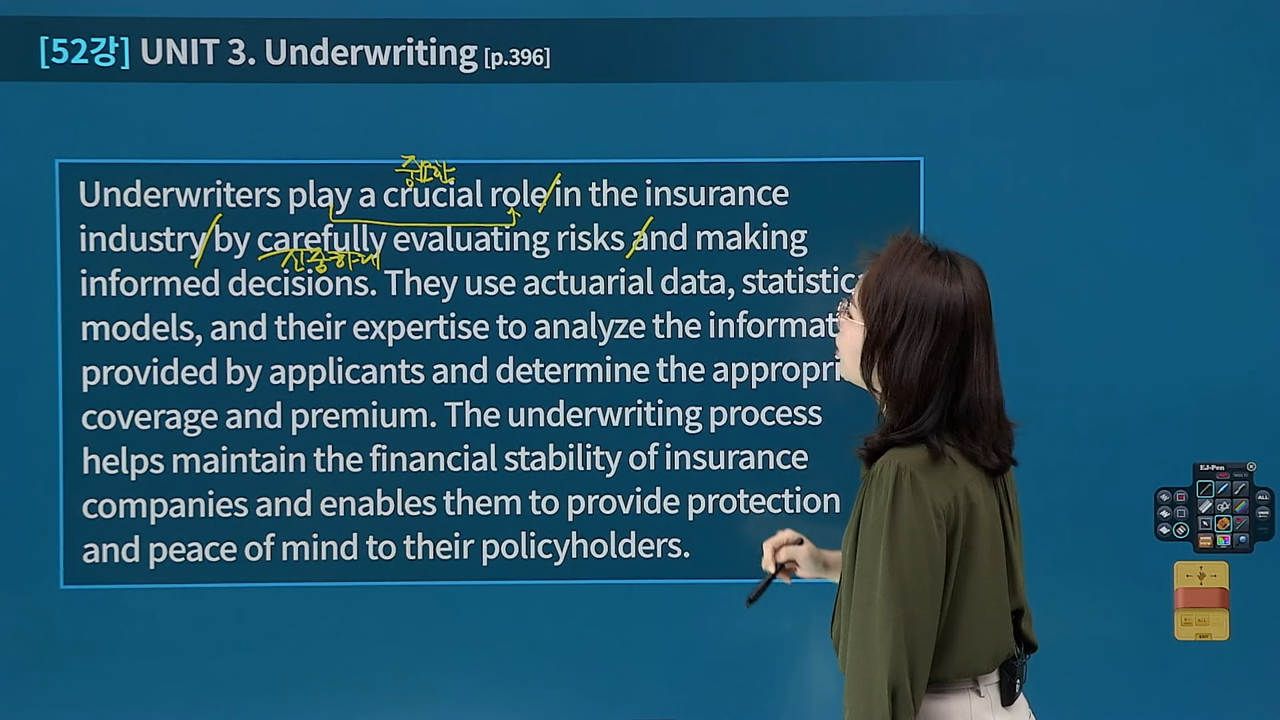 [52강] UNIT 3. Underwriting [p.396]
중요한
Underwriters play a crucial role in the insurance
industry by carefully evaluating risks and making
신중하게
informed decisions. They use actuarial data,
models, and their expertise to analyze the
provided by applicants and determine the
coverage and premium. The underwriting process
helps maintain the financial stability of insurance
companies and enables them to provide protection
and peace of mind to their policyholders.
EJ-Pen
ALL
ALL
EXIT